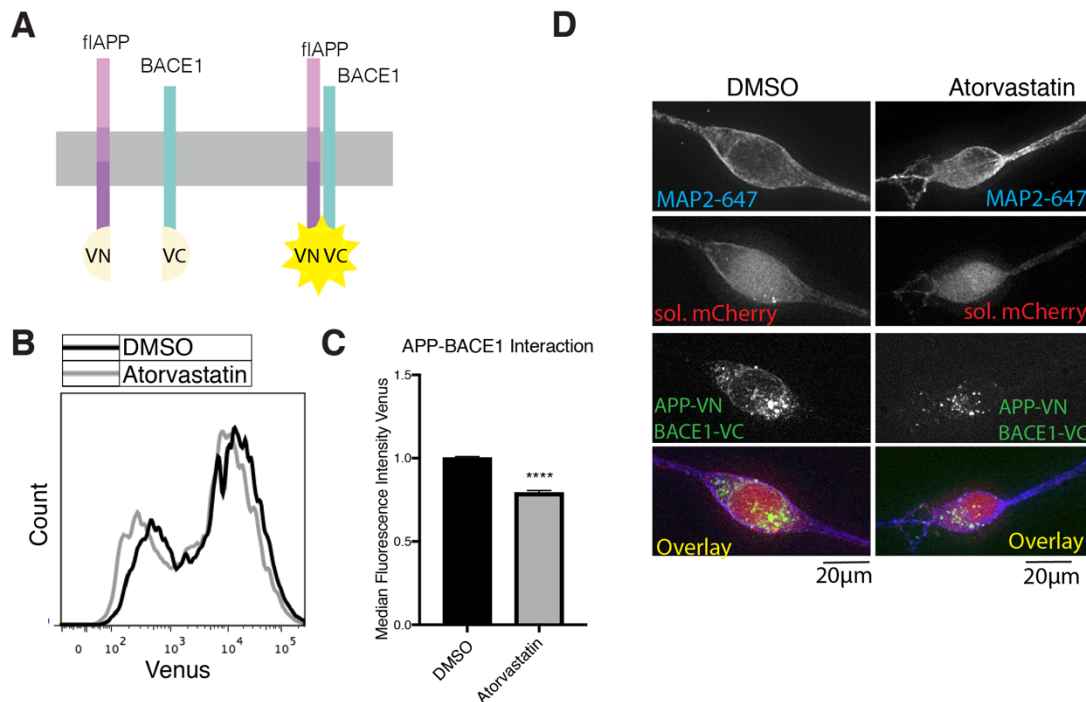 A
flAPP
BACE1
flAPP
BACE1
VN
VC
VN VC
B
DMSO
Atorvastatin
Count
0 10² 10³ 10⁴ 10⁵
Venus
C
APP-BACE1 Interaction
Median Fluorescence Intensity Venus
1.5
1.0
0.5
0.0
****
DMSO
Atorvastatin
D
DMSO
Atorvastatin
MAP2-647
MAP2-647
sol. mCherry
sol. mCherry
APP-VN
BACE1-VC
APP-VN
BACE1-VC
Overlay
Overlay
20µm
20µm